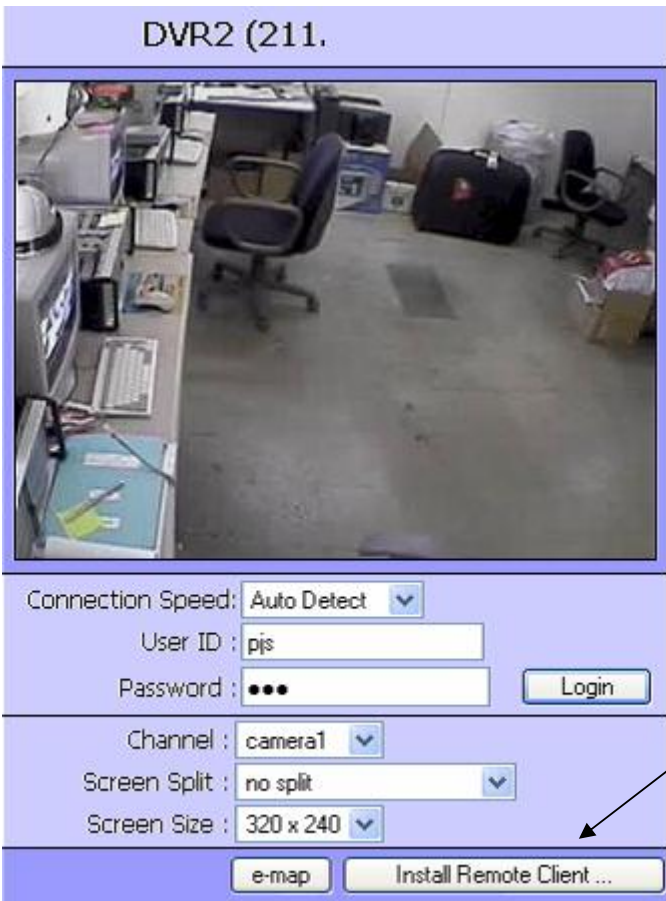 DVR2 (211.
Connection Speed: Auto Detect
User ID : pjs
Password : ●●●
Login
Channel : camera1
Screen Split : no split
Screen Size : 320 x 240
e-map Install Remote Client ...